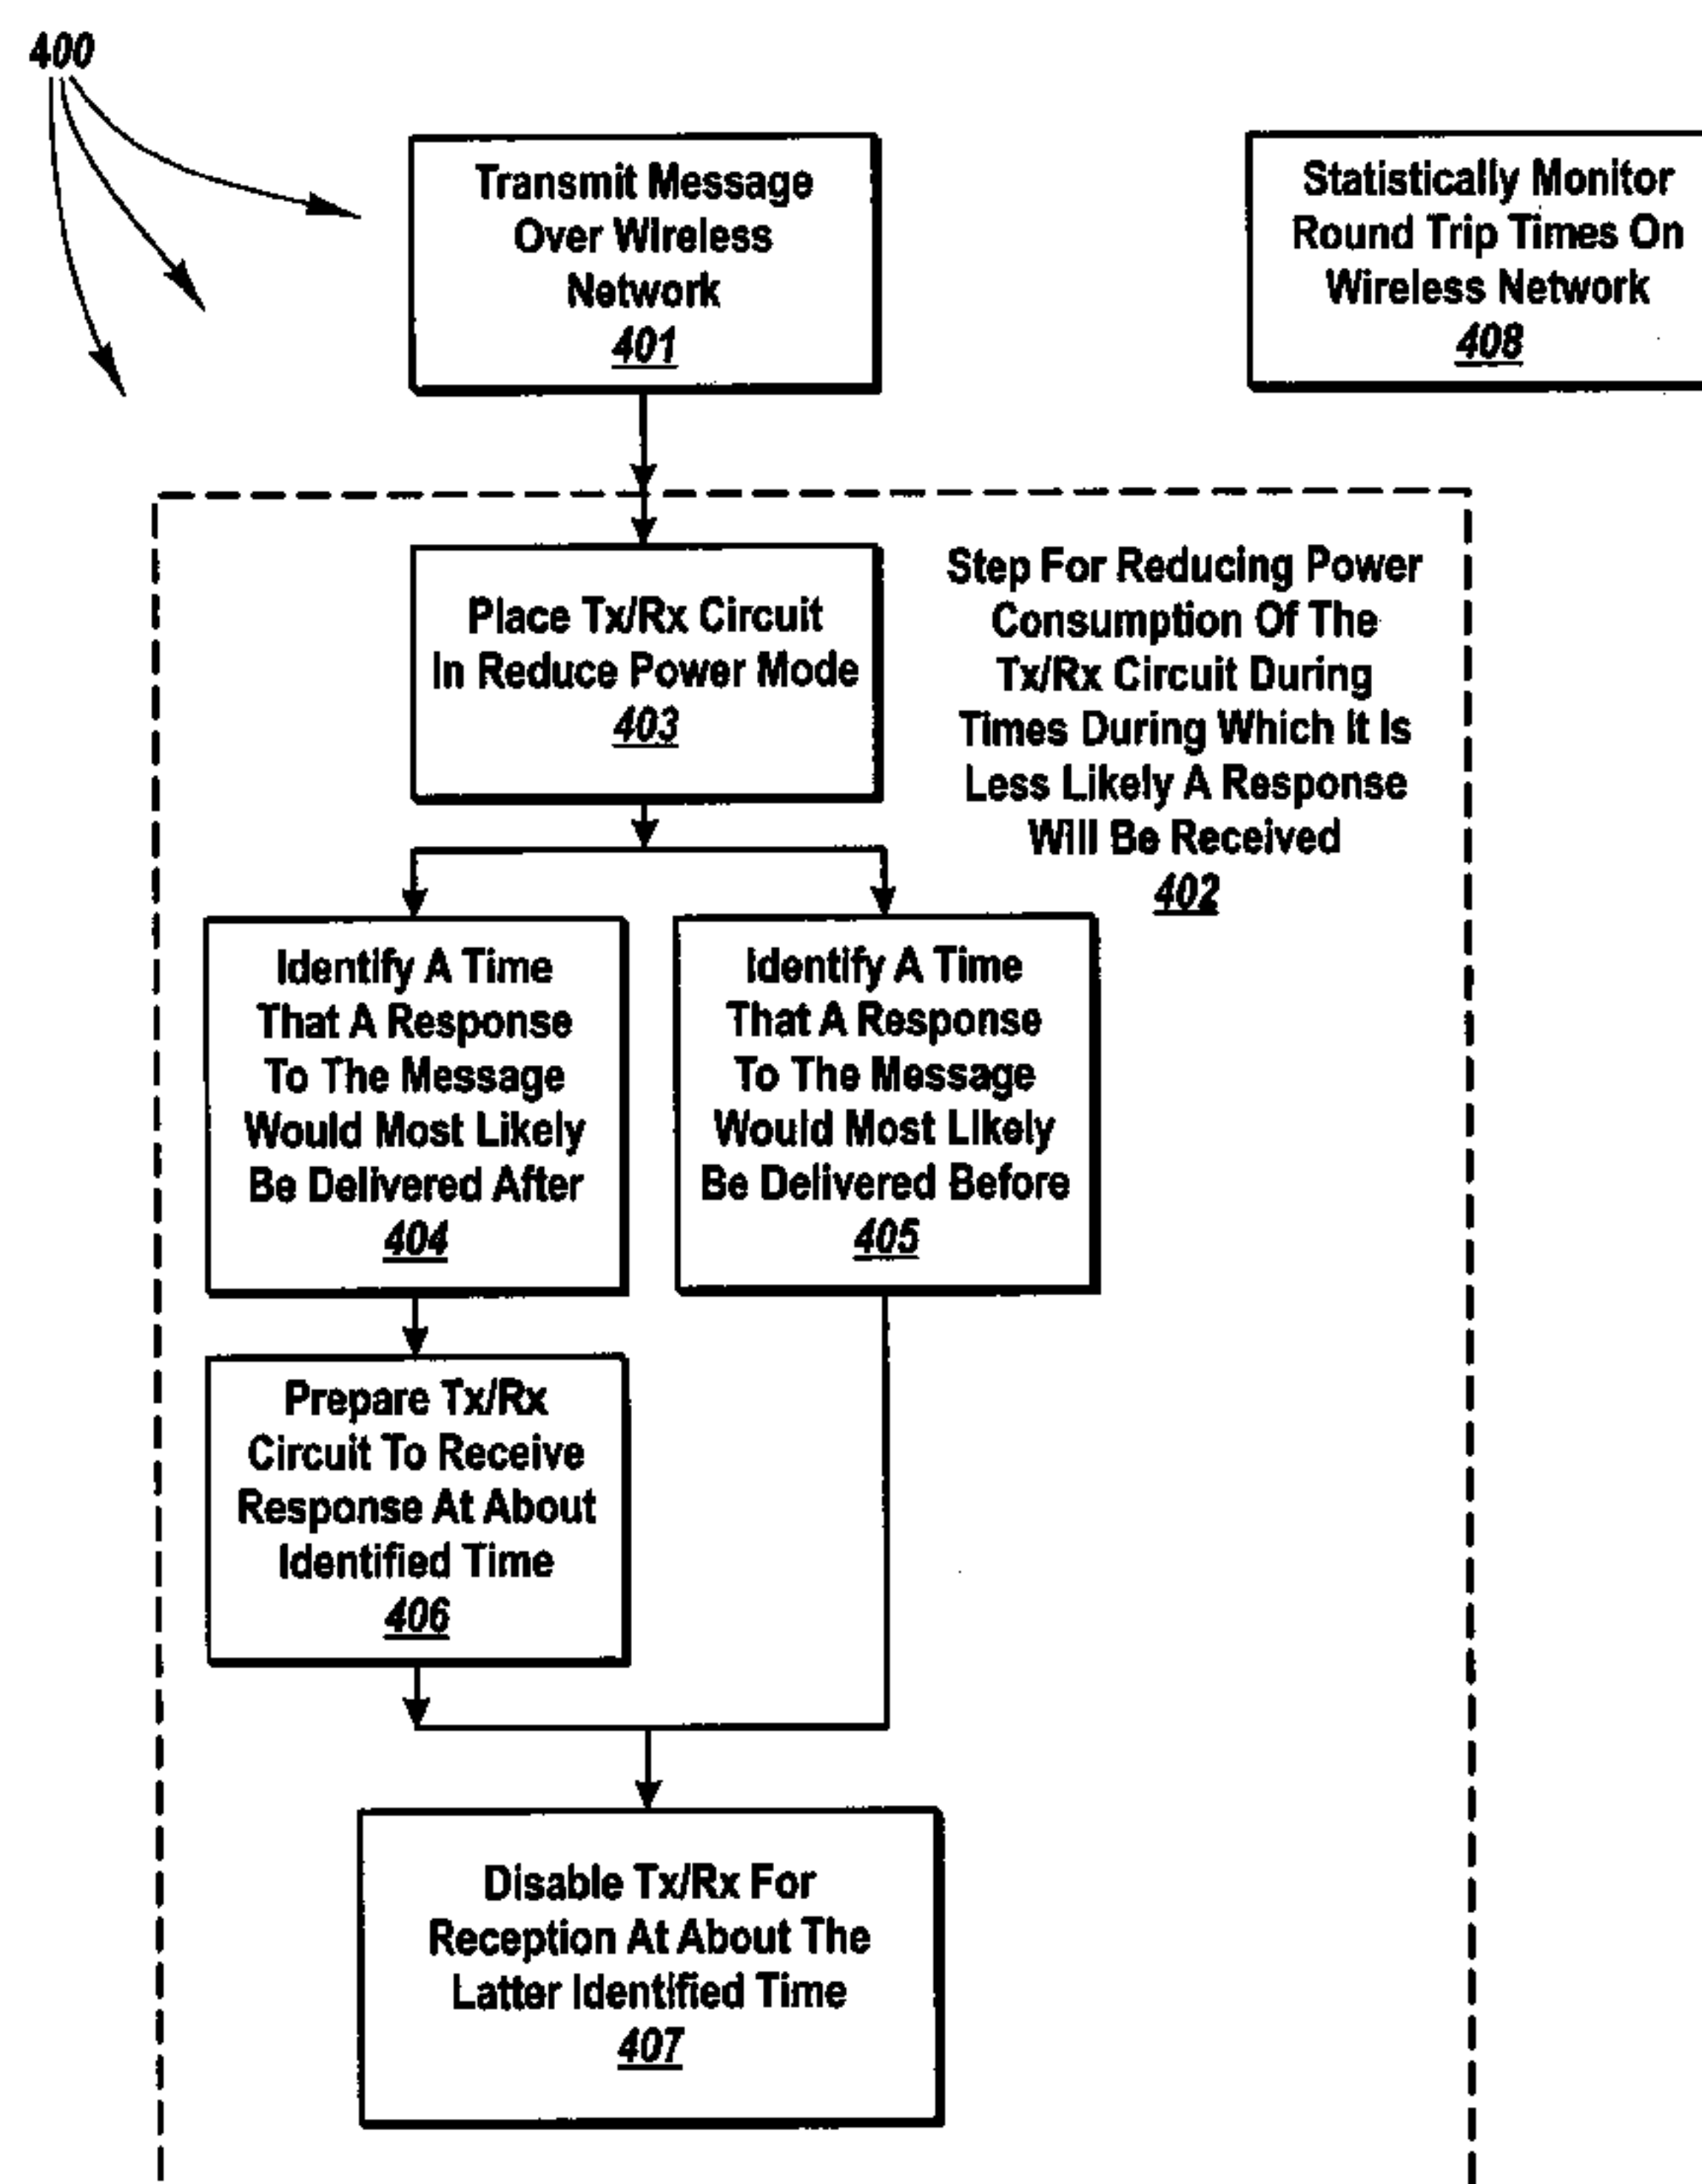 400
Transmit Message
Over Wireless
Network
401
Statistically Monitor
Round Trip Times On
Wireless Network
408
Place Tx/Rx Circuit
In Reduce Power Mode
403
Step For Reducing Power
Consumption Of The
Tx/Rx Circuit During
Times During Which It Is
Less Likely A Response
Will Be Received
402
Identify A Time
That A Response
To The Message
Would Most Likely
Be Delivered After
404
Identify A Time
That A Response
To The Message
Would Most Likely
Be Delivered Before
405
Prepare Tx/Rx
Circuit To Receive
Response At About
Identified Time
406
Disable Tx/Rx For
Reception At About The
Latter Identified Time
407